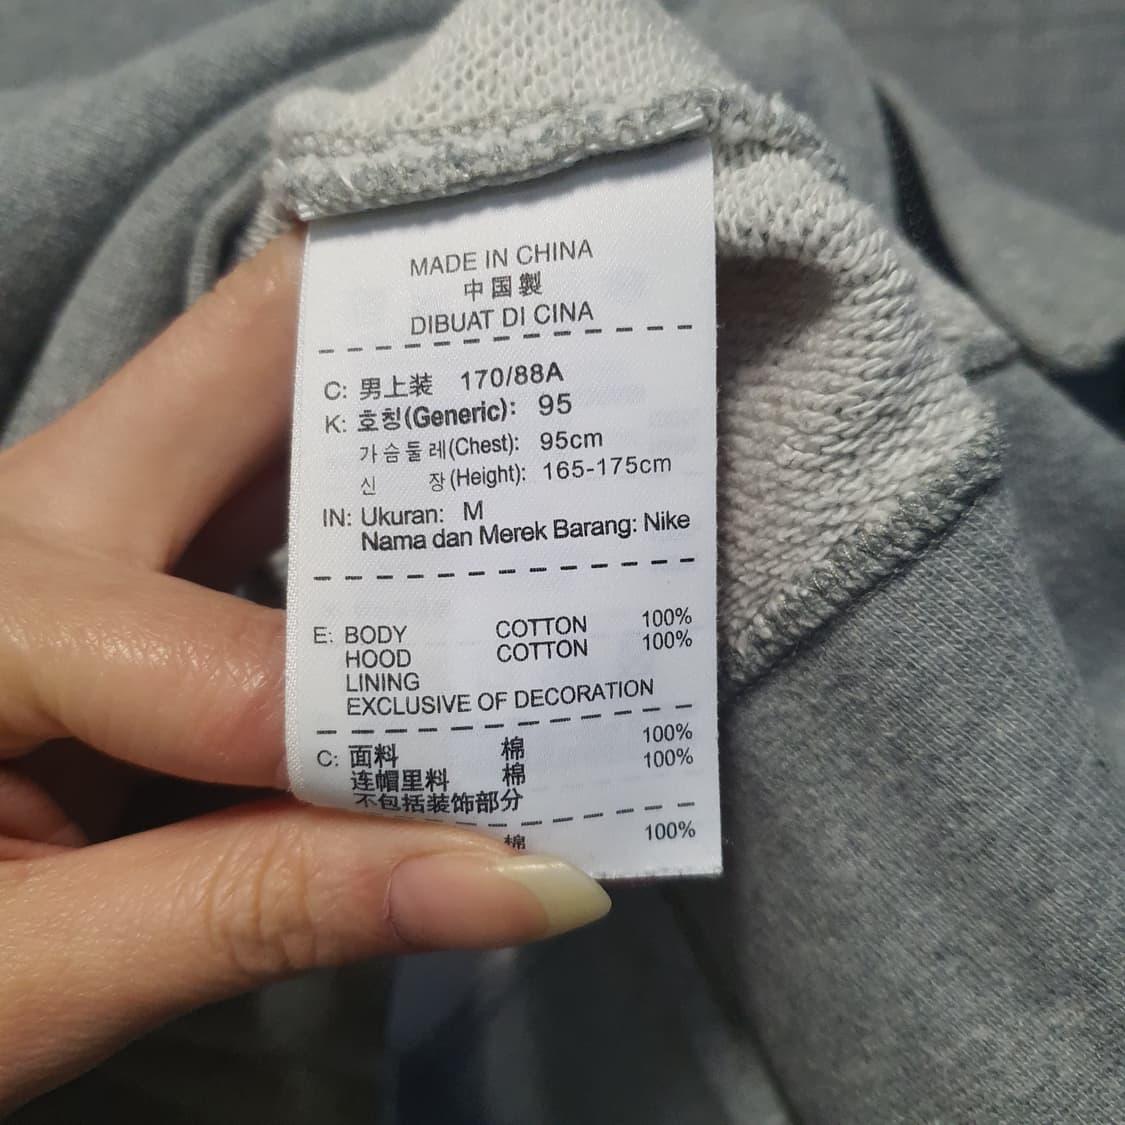 MADE IN CHINA
中国製
DIBUAT DI CINA
C: 男上装 170/88A
K: 호칭(Generic): 95
가슴둘레(Chest): 95cm
신 장(Height): 165-175cm
IN: Ukuran: M
Nama dan Merek Barang: Nike
E: BODY COTTON 100%
HOOD COTTON 100%
LINING
EXCLUSIVE OF DECORATION
C: 面料 棉 100%
连帽里料 棉 100%
不包括装饰部分
棉 100%